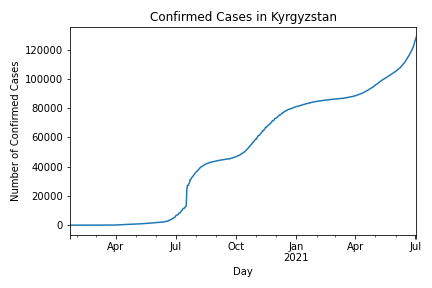 Confirmed Cases in Kyrgyzstan
Number of Confirmed Cases
120000
100000
80000
60000
40000
20000
0
Apr
Jul
Oct
Jan
2021
Apr
Jul
Day